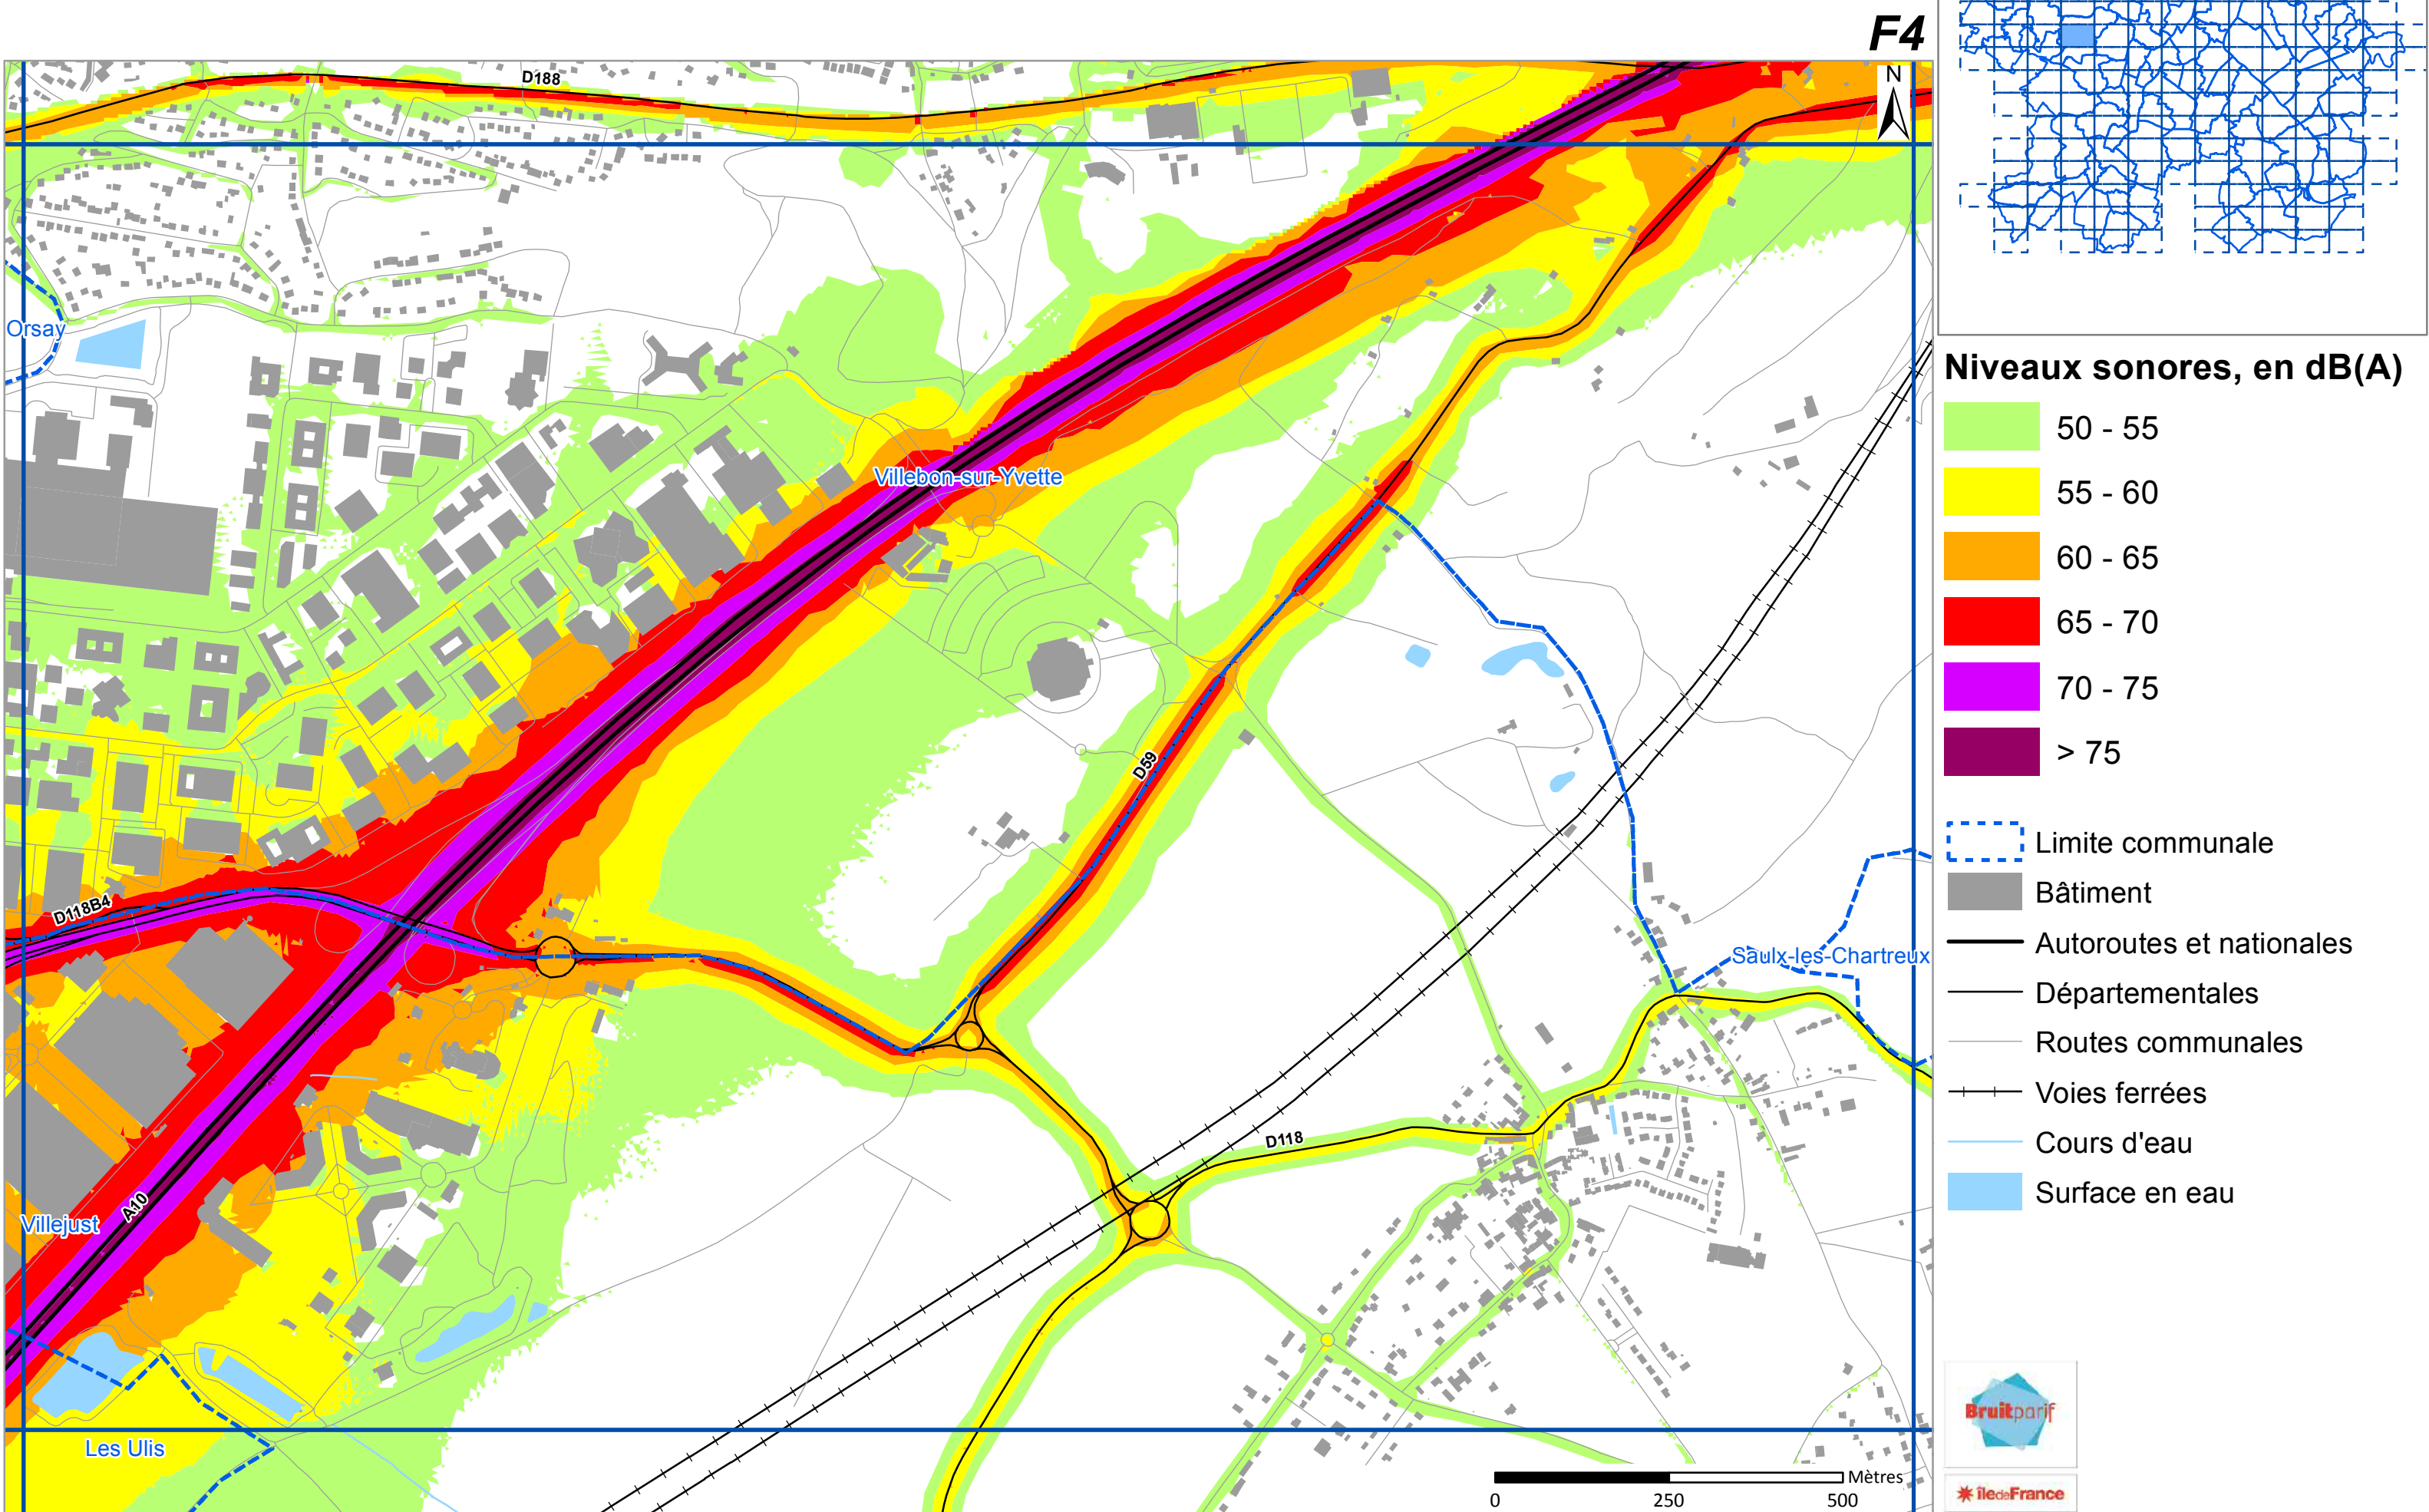 F4
D188
N
Orsay
Villebon-sur-Yvette
D59
D118B4
Saulx-les-Chartreux
D118
A10
Villejust
Les Ulis
Mètres
0 250 500
Niveaux sonores, en dB(A)
50 - 55
55 - 60
60 - 65
65 - 70
70 - 75
> 75
Limite communale
Bâtiment
Autoroutes et nationales
Départementales
Routes communales
Voies ferrées
Cours d'eau
Surface en eau
Bruitparif
îledeFrance